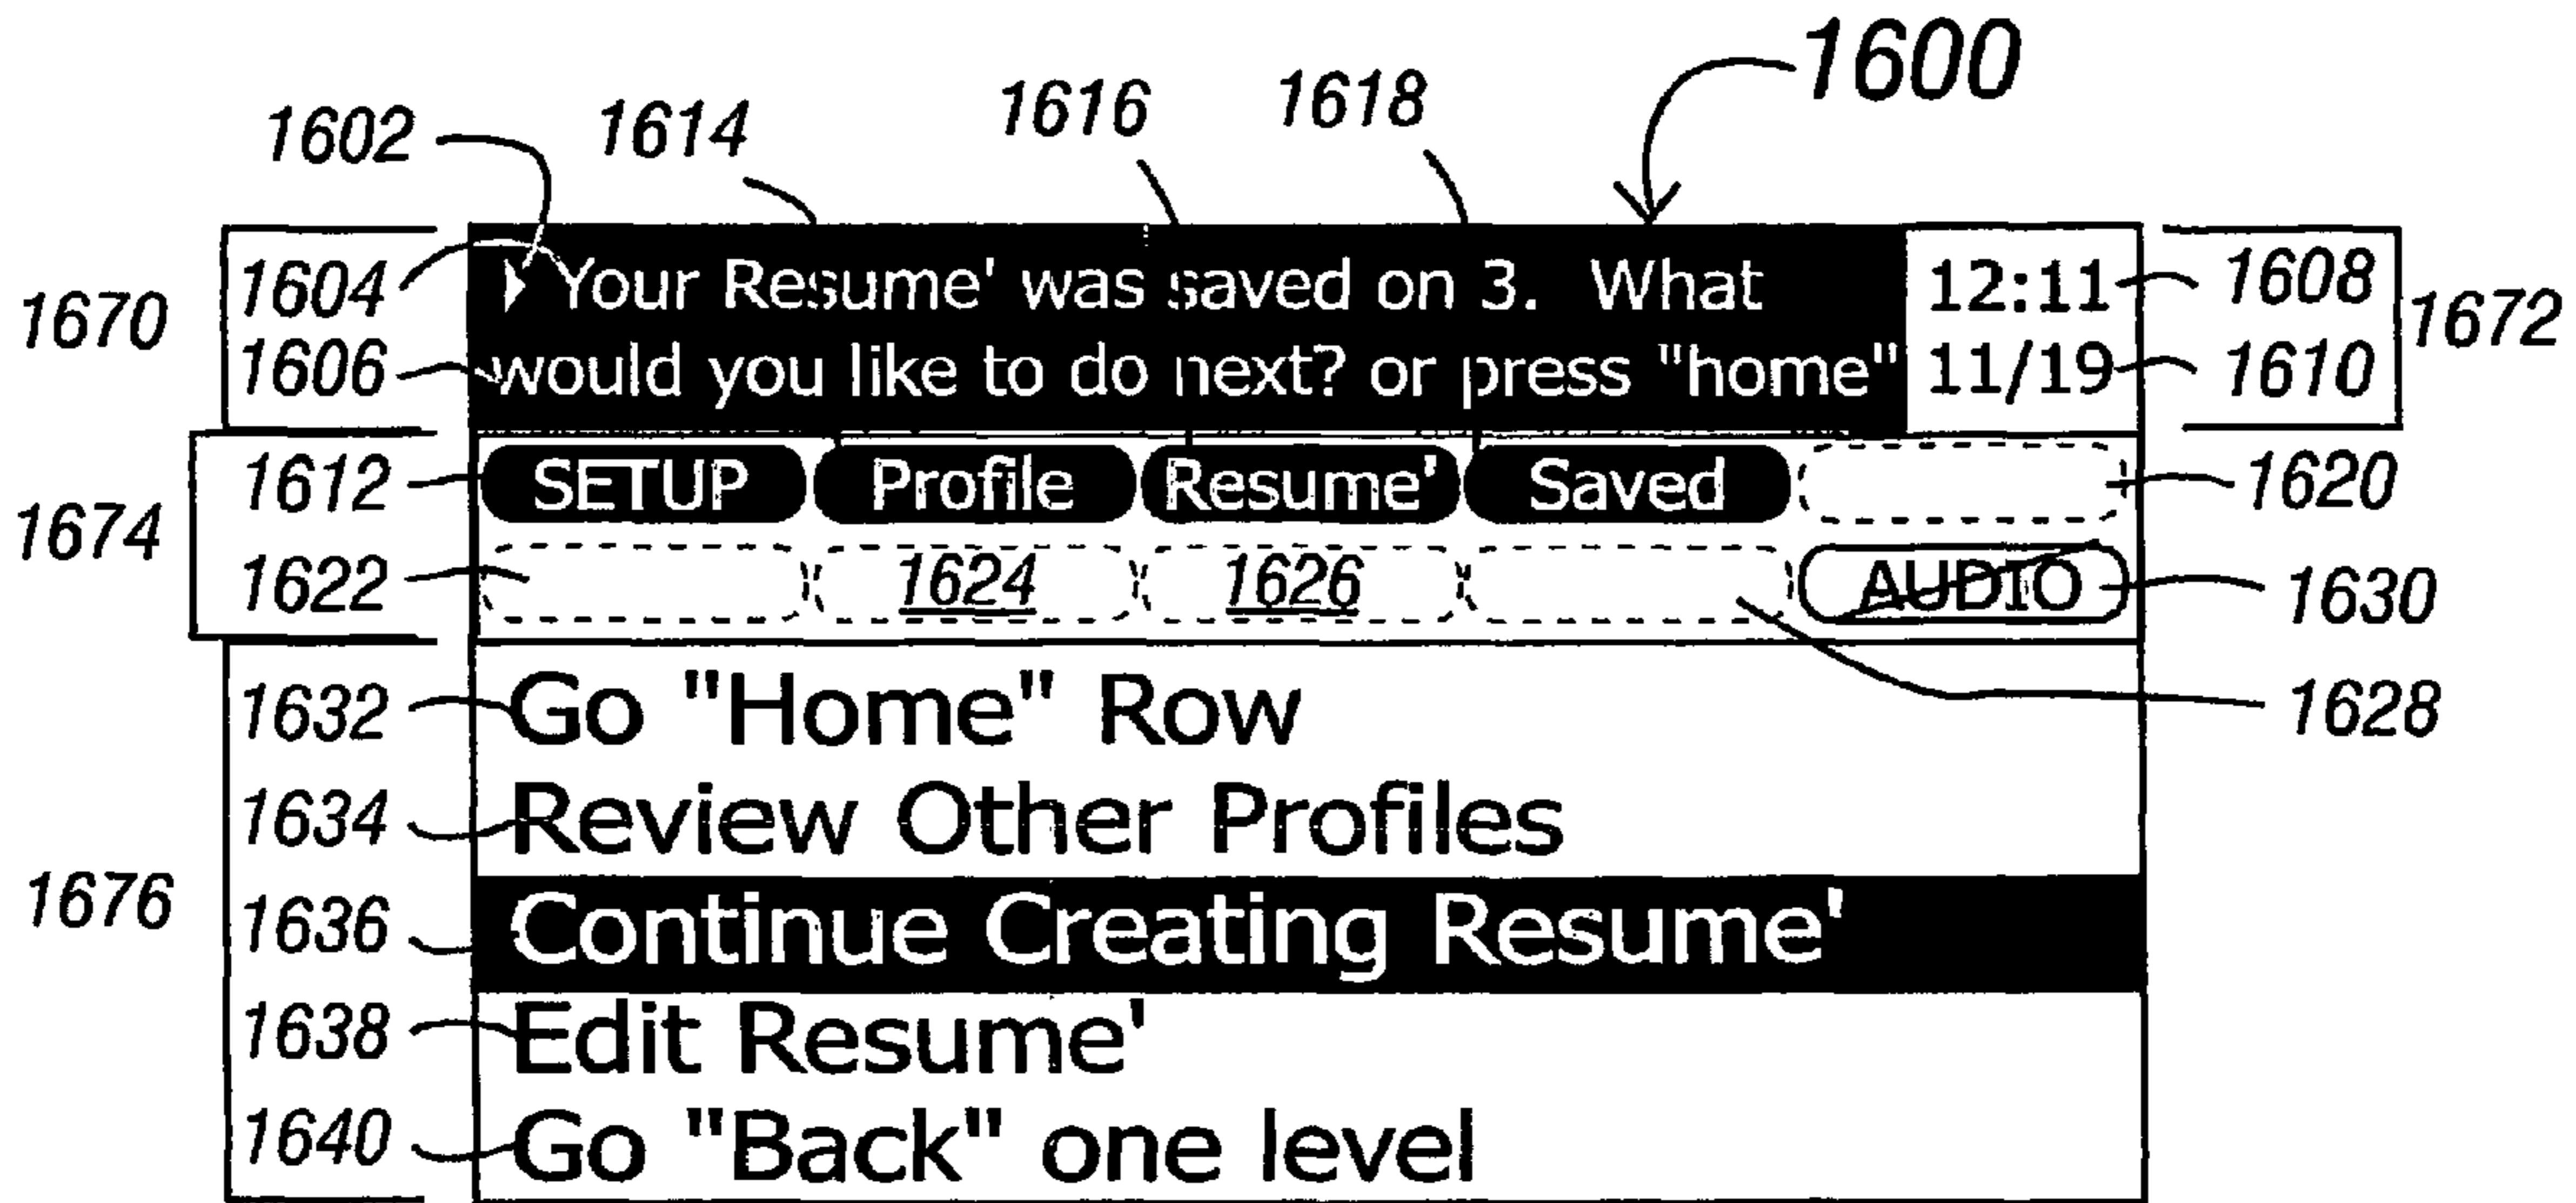 1600
1602 1614 1616 1618
1670 1604 Your Resume' was saved on 3. What 12:11 1608 1672
1606 would you like to do next? or press "home" 11/19 1610
1674 1612 SETUP Profile Resume' Saved 1620
1622 1624 1626 AUDIO 1630
1632 Go "Home" Row 1628
1634 Review Other Profiles
1676 1636 Continue Creating Resume'
1638 Edit Resume'
1640 Go "Back" one level